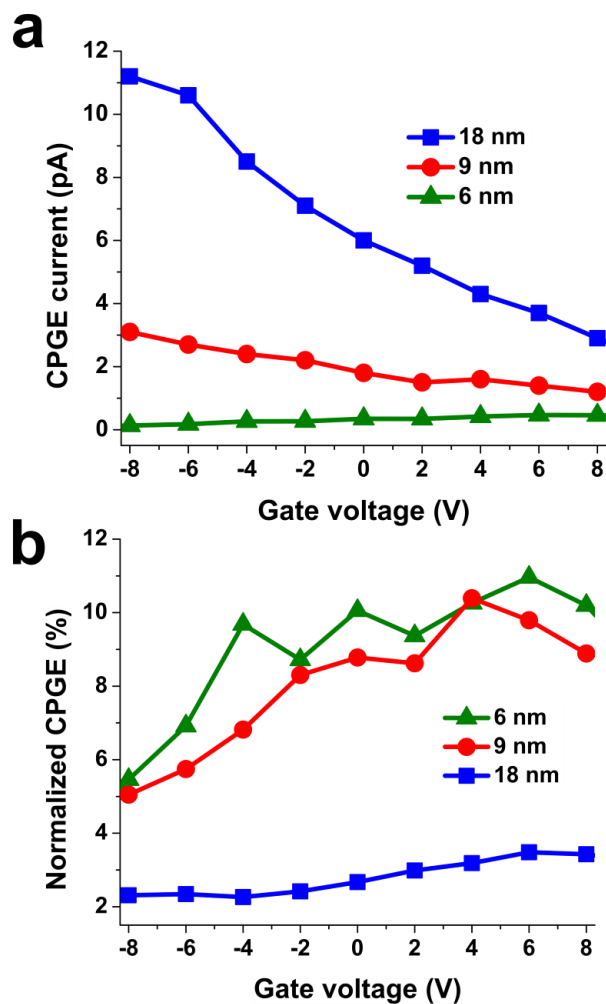 a
CPGE current (pA)
12
10
8
6
4
2
0
18 nm
9 nm
6 nm
-8 -6 -4 -2 0 2 4 6 8
Gate voltage (V)
b
Normalized CPGE (%)
12
10
8
6
4
2
6 nm
9 nm
18 nm
-8 -6 -4 -2 0 2 4 6 8
Gate voltage (V)